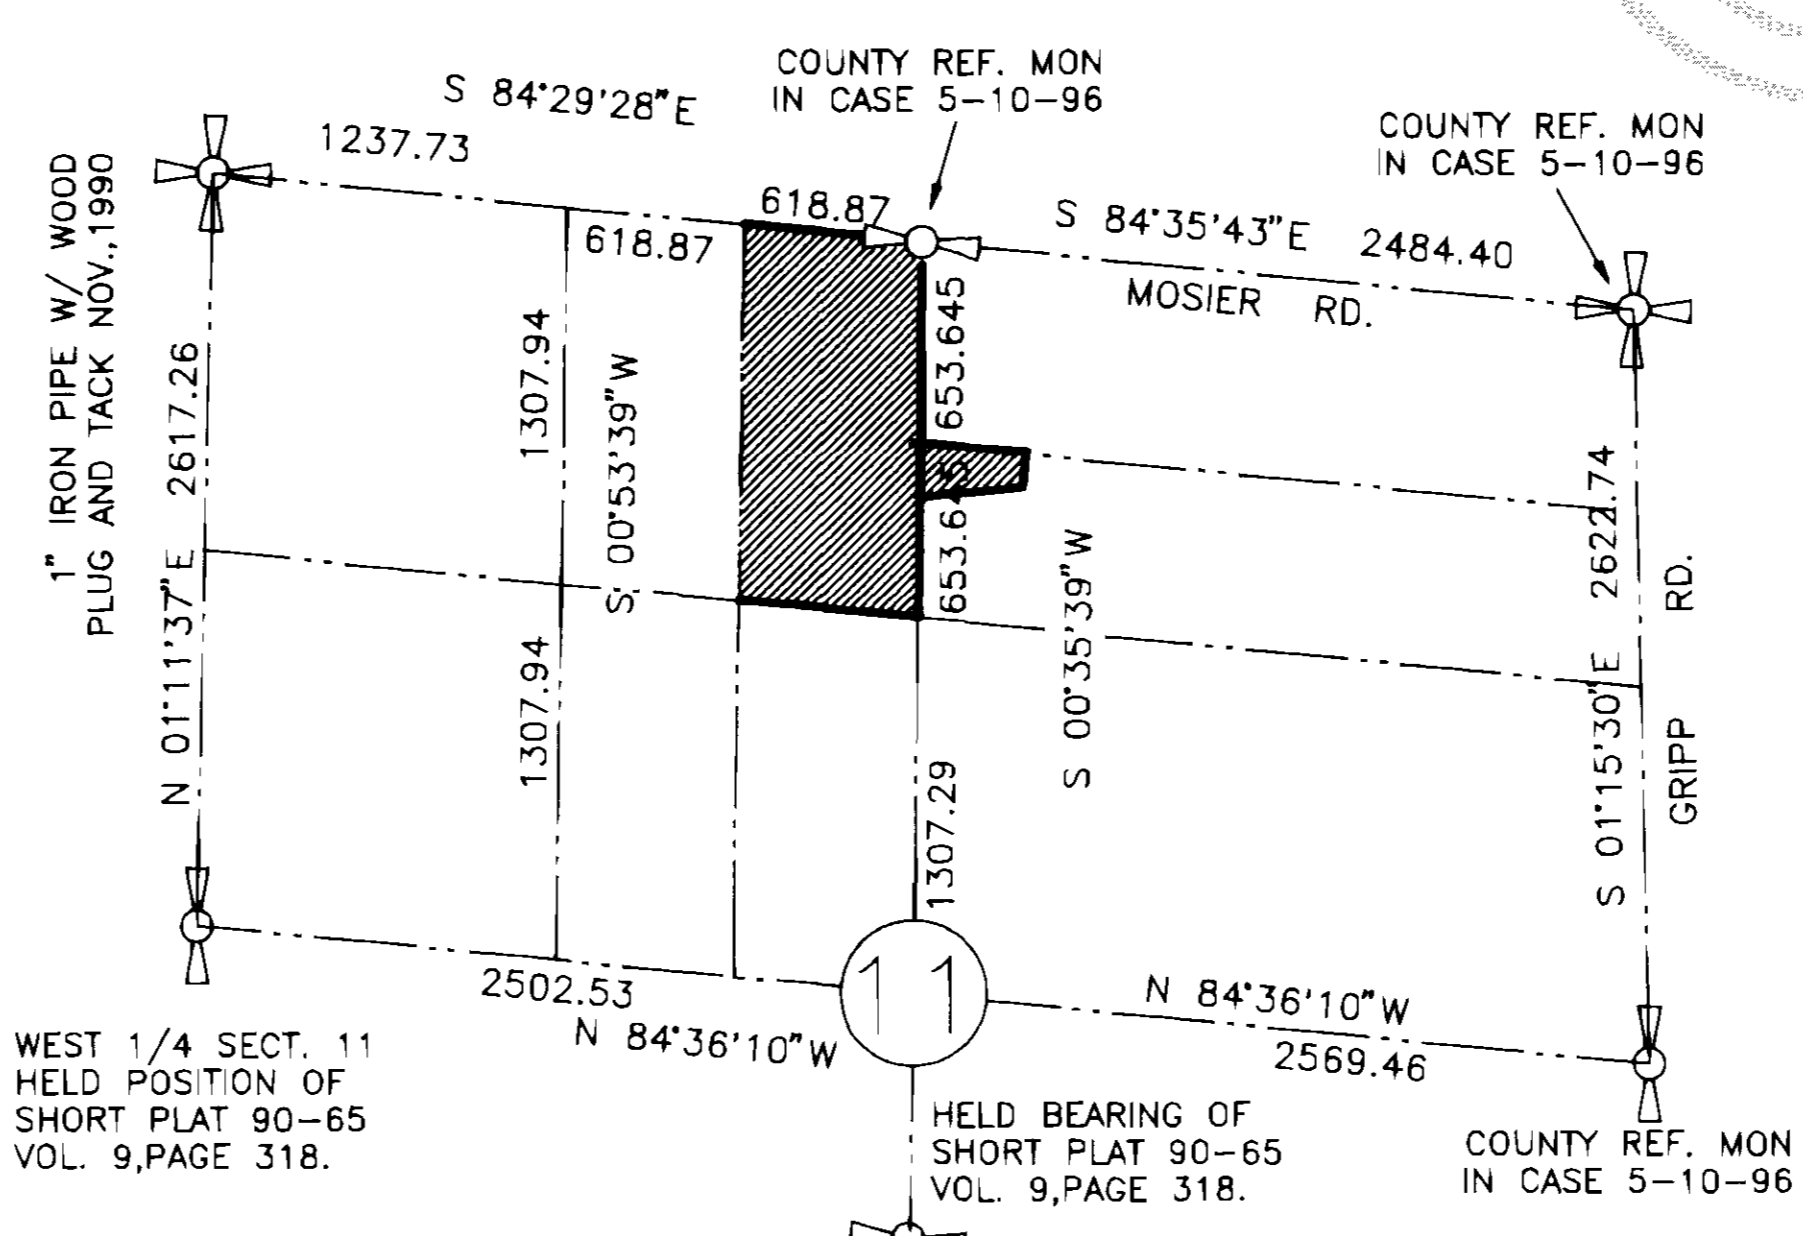 COUNTY REF. MON
IN CASE 5-10-96
S 84°29'28"E
1237.73
COUNTY REF. MON
IN CASE 5-10-96
1" IRON PIPE W/ WOOD
PLUG AND TACK NOV.,1990
618.87
618.87
S 84°35'43"E 2484.40
MOSIER RD.
N 01°11'37"E 2617.26
1307.94
S 00°53'39"W
653.645
653.645
1307.94
S 00°35'39"W
S 01°15'30"E 2622.74
GRIPP RD.
1307.29
11
2502.53
N 84°36'10"W
N 84°36'10"W
2569.46
WEST 1/4 SECT. 11
HELD POSITION OF
SHORT PLAT 90-65
VOL. 9,PAGE 318.
HELD BEARING OF
SHORT PLAT 90-65
VOL. 9,PAGE 318.
COUNTY REF. MON
IN CASE 5-10-96